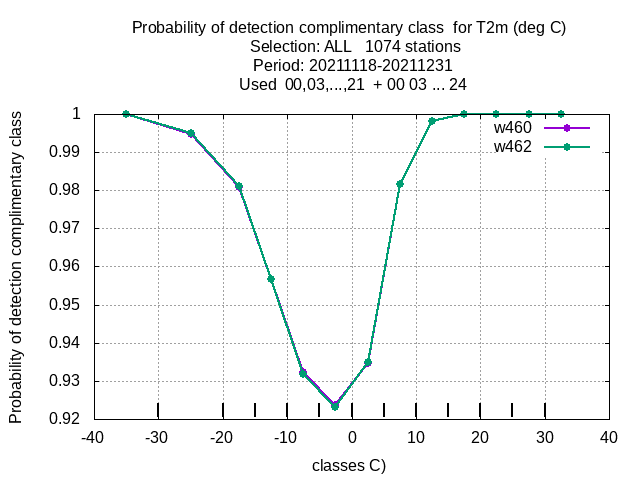 Probability of detection complimentary class  for T2m (deg C)
Selection: ALL   1074 stations
Period: 20211118-20211231
Used  00,03,...,21  + 00 03 ... 24
Probability of detection complimentary class
1
0.99
0.98
0.97
0.96
0.95
0.94
0.93
0.92
w460
w462
-40 -30 -20 -10 0 10 20 30 40
classes C)